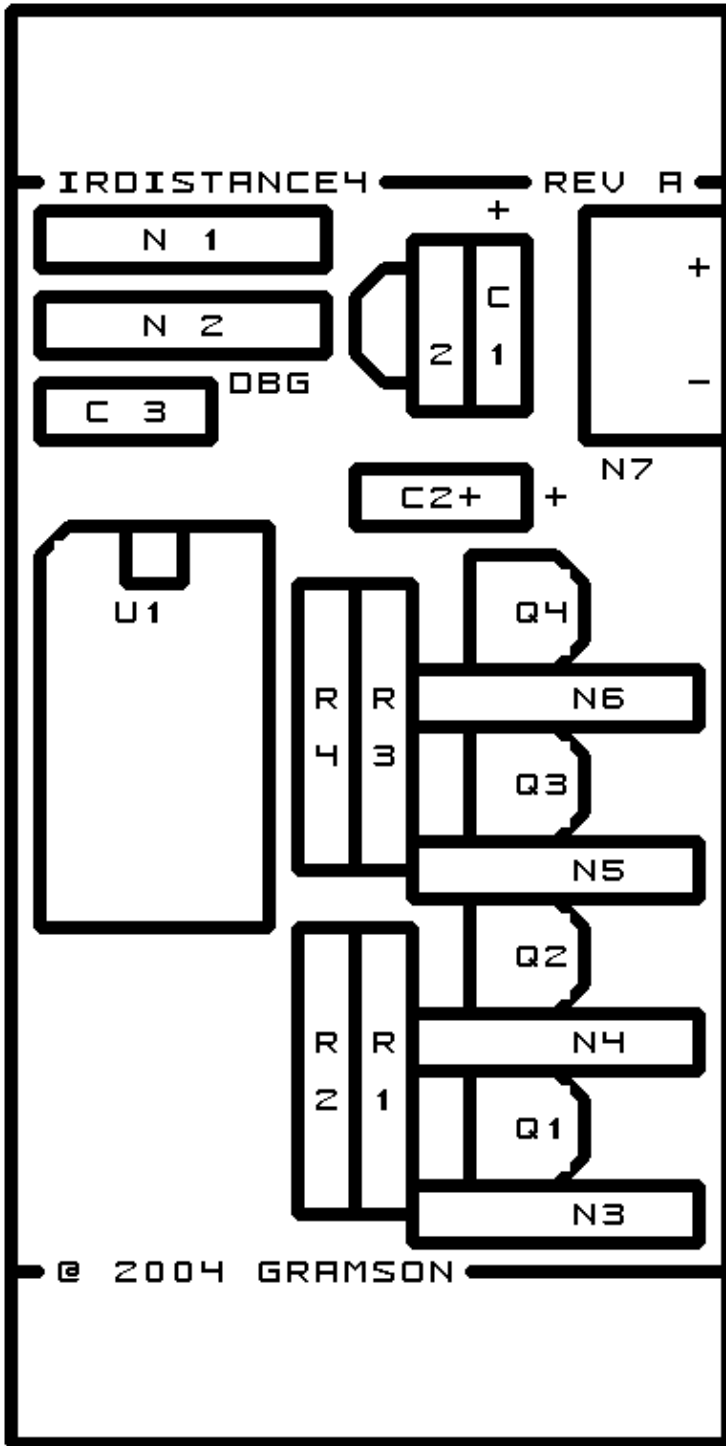 IRDISTANCE4 REV A
+
N 1
+
C
N 2
2 1
DBG
-
C 3
N7
C2+ +
U1
Q4
R R
N6
4 3
Q3
N5
Q2
R R
N4
2 1
Q1
N3
@ 2004 GRAMSON